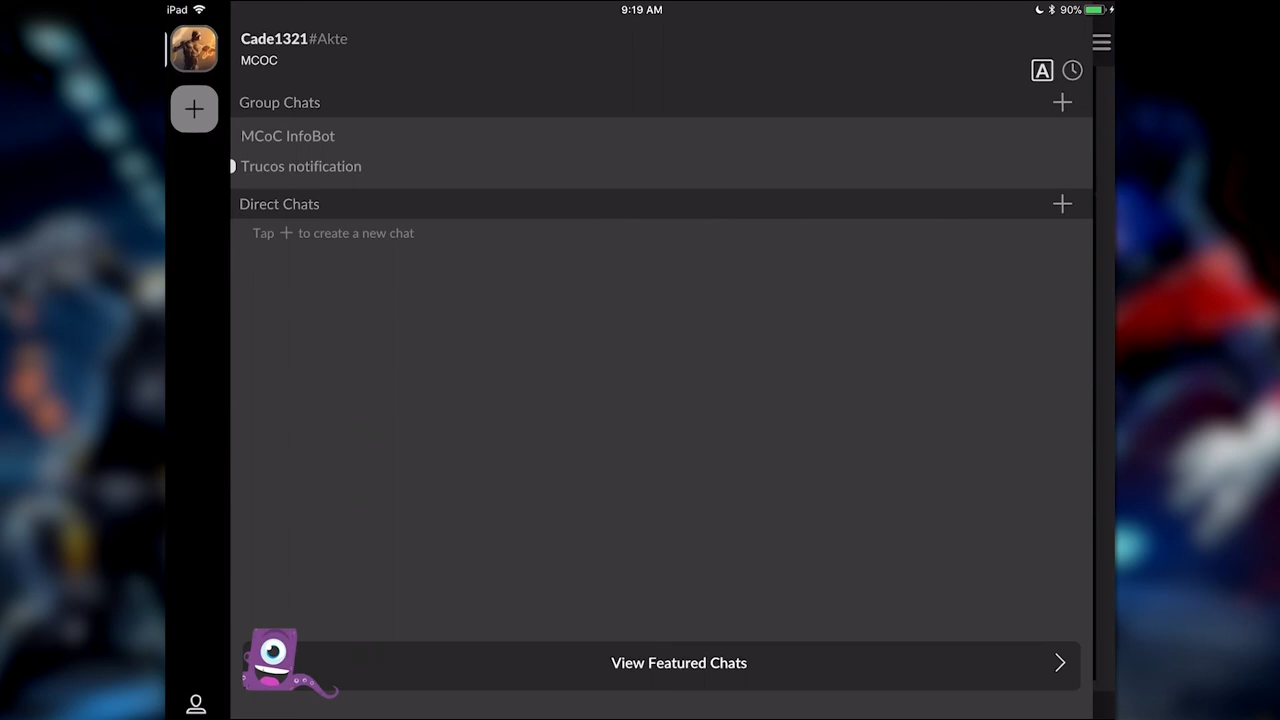 iPad
9:19 AM
90%
Cade1321#Akte
MCOC
A
Group Chats
MCoC InfoBot
Trucos notification
Direct Chats
Tap + to create a new chat
View Featured Chats